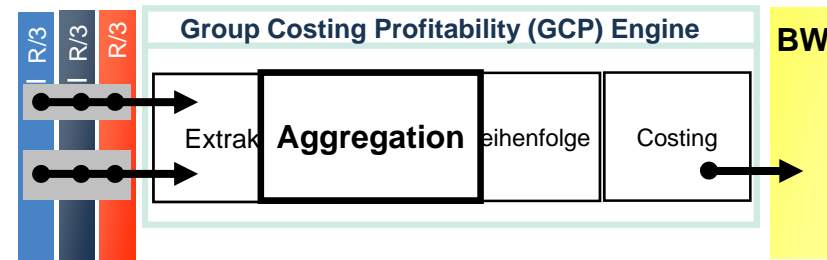 Group Costing Profitability (GCP) Engine
BW
I R/3
I R/3
R/3
Extrak
Aggregation
eihenfolge
Costing